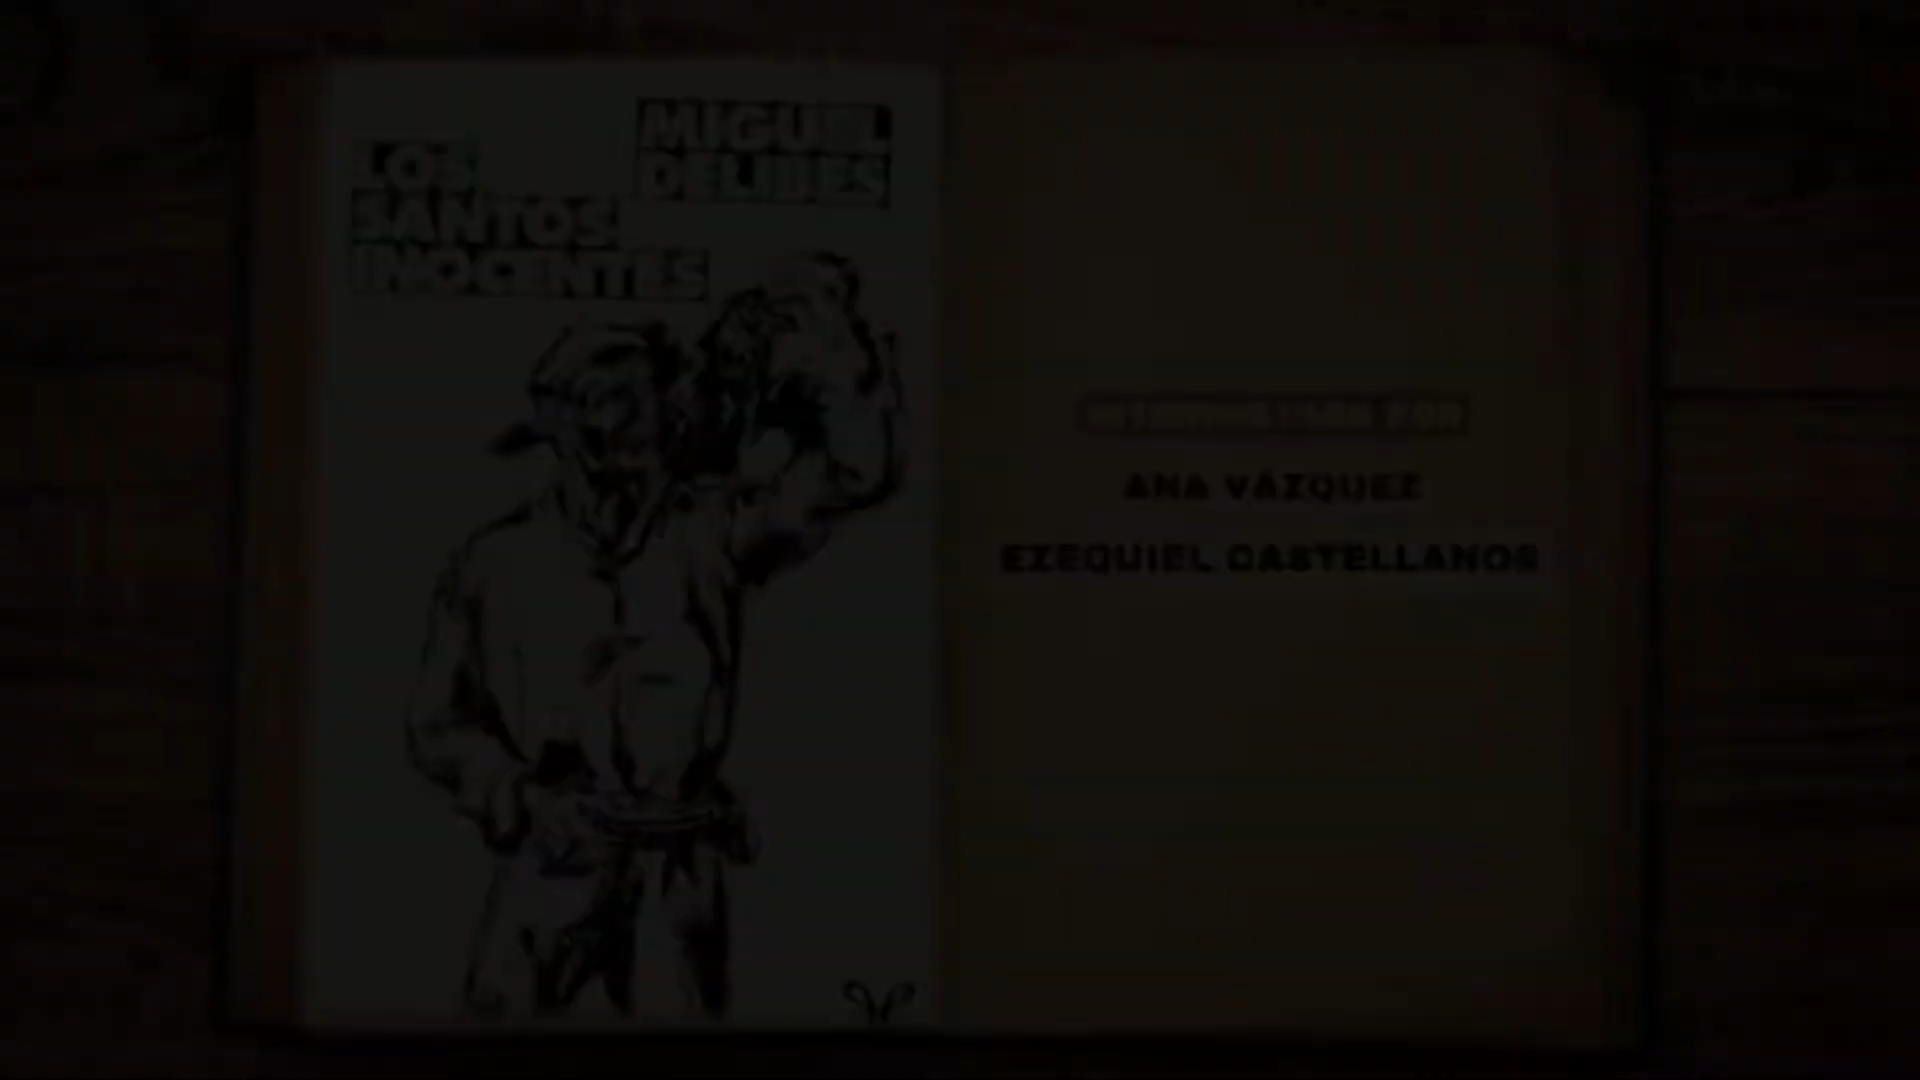 LOS
SANTOS
INOCENTES
MIGUEL
DELIBES
ANA VÁZQUEZ
EZEQUIEL CASTELLANOS